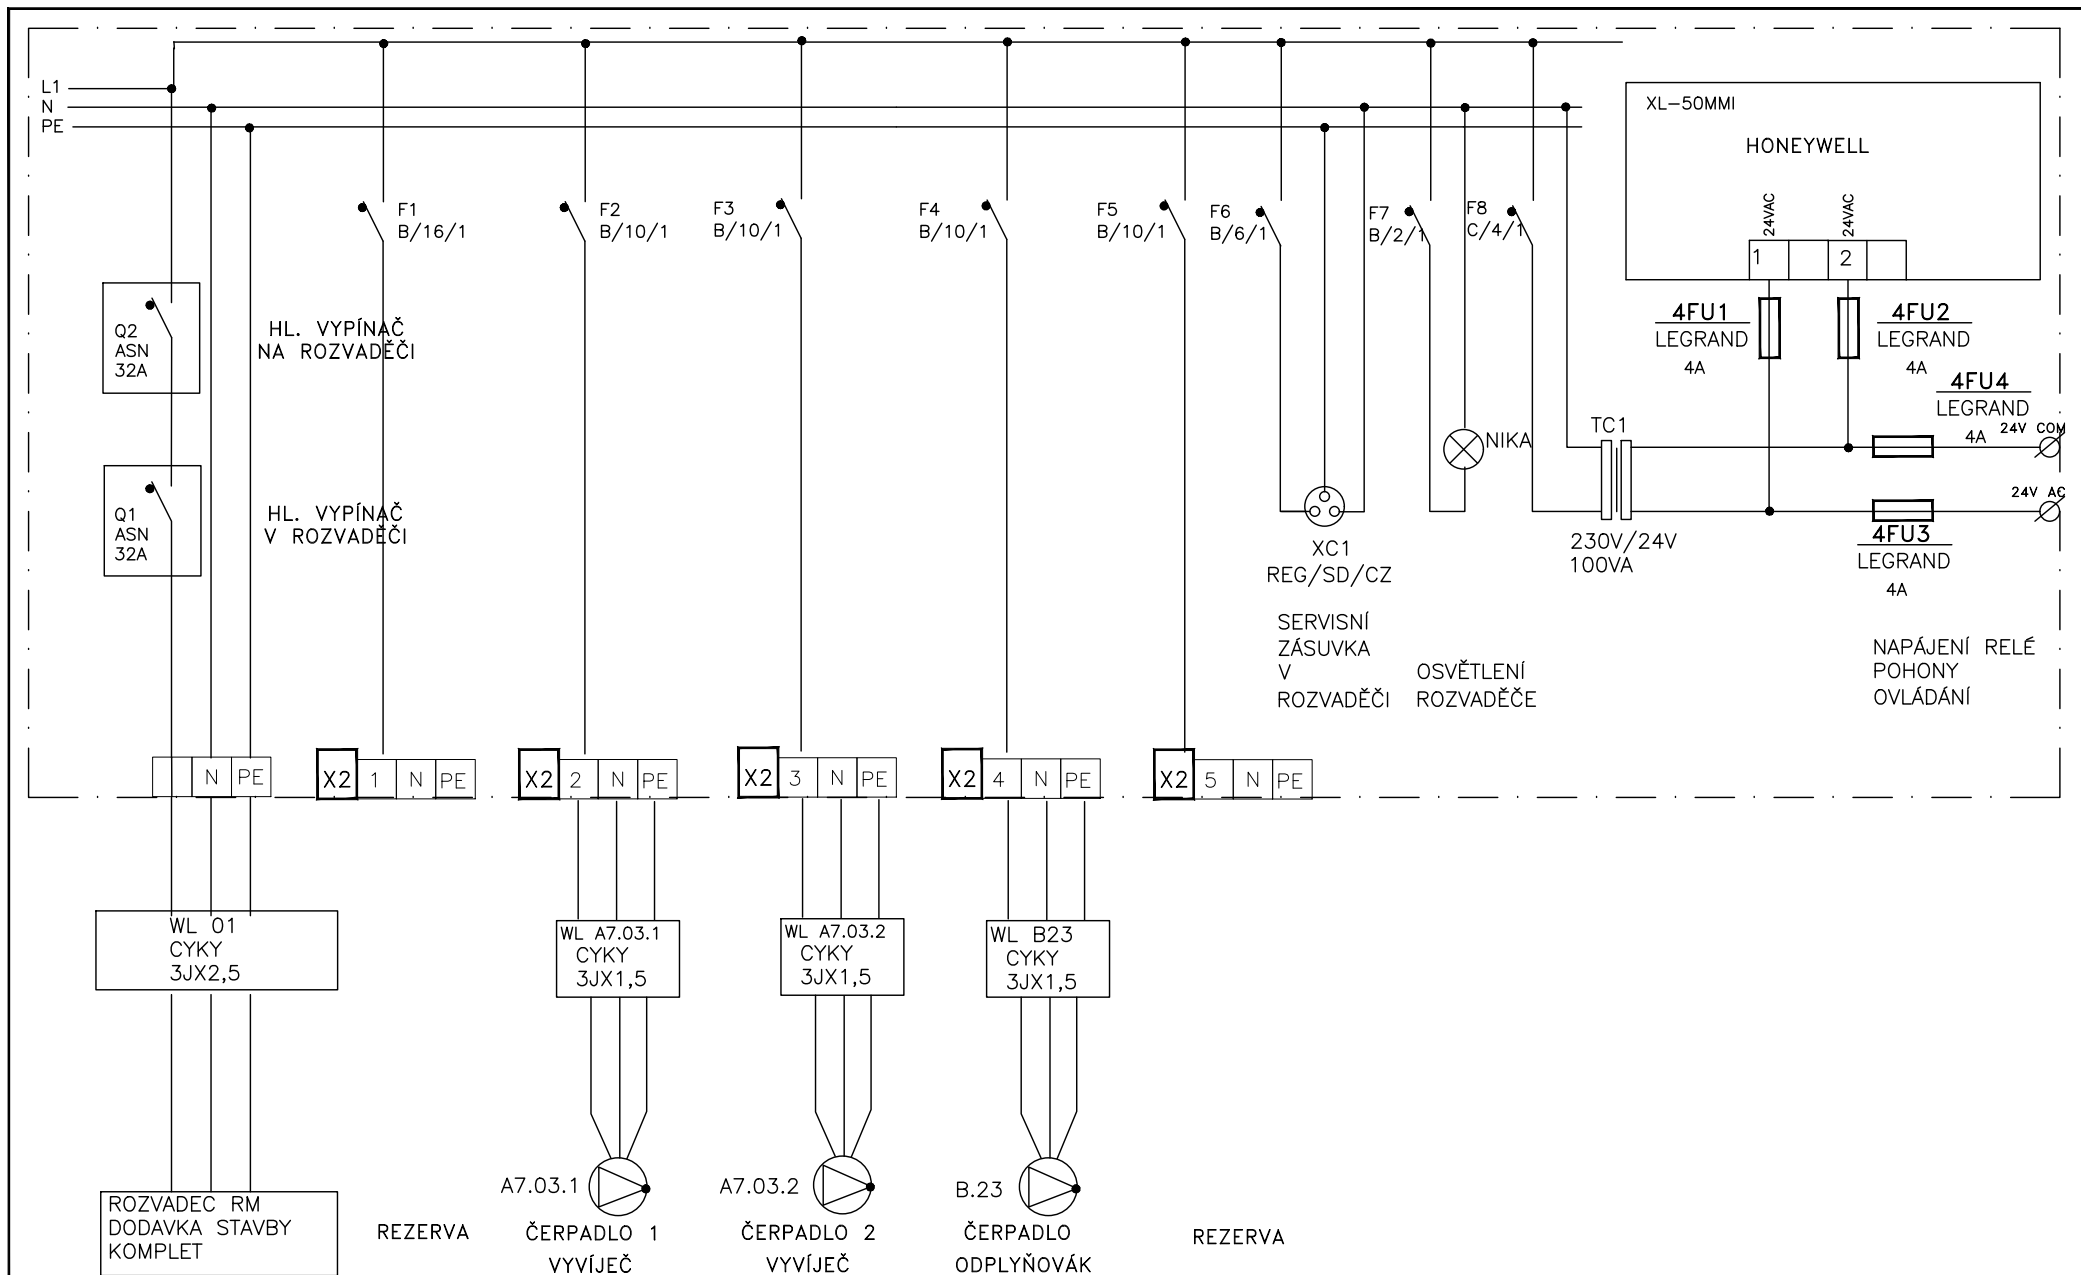 L1
N
PE
XL-50MMI
HONEYWELL
24VAC
24VAC
1
2
F1
B/16/1
F2
B/10/1
F3
B/10/1
F4
B/10/1
F5
B/10/1
F6
B/6/1
F7
B/2/1
F8
C/4/1
Q2
ASN
32A
HL. VYPÍNAČ
NA ROZVADĚČI
Q1
ASN
32A
HL. VYPÍNAČ
V ROZVADĚČI
4FU1
LEGRAND
4A
4FU2
LEGRAND
4A
4FU4
LEGRAND
4A
24V COM
24V AC
4FU3
LEGRAND
4A
NIKA
TC1
230V/24V
100VA
XC1
REG/SD/CZ
SERVISNÍ
ZÁSUVKA
V
ROZVADĚČI
OSVĚTLENÍ
ROZVADĚČE
NAPÁJENÍ RELÉ
POHONY
OVLÁDÁNÍ
N PE
X2 1 N PE
X2 2 N PE
X2 3 N PE
X2 4 N PE
X2 5 N PE
WL 01
CYKY
3JX2,5
WL A7.03.1
CYKY
3JX1,5
WL A7.03.2
CYKY
3JX1,5
WL B23
CYKY
3JX1,5
ROZVADEC RM
DODAVKA STAVBY
KOMPLET
REZERVA
A7.03.1
ČERPADLO 1
VYVÍJEČ
A7.03.2
ČERPADLO 2
VYVÍJEČ
B.23
ČERPADLO
ODPLYŇOVÁK
REZERVA